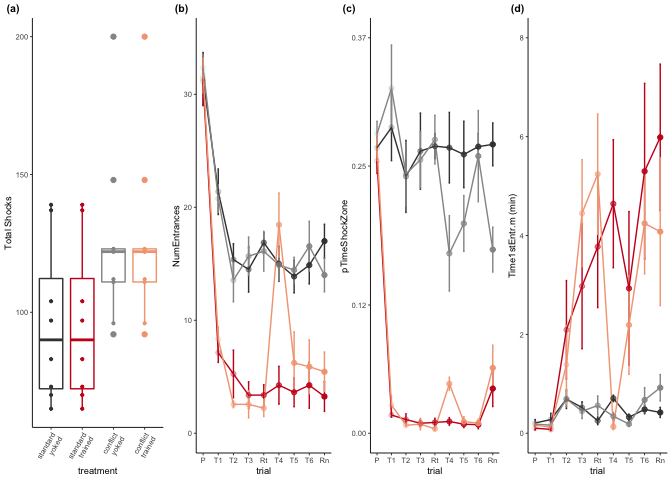 (a) (b) (c) (d)
Total Shocks
200
150
100
standard yoked
standard trained
conflict yoked
conflict trained
treatment
NumEntrances
30
20
10
0
P T1 T2 T3 Rt T4 T5 T6 Rn
trial
pTimeShockZone
0.37
0.25
0.12
0.00
P T1 T2 T3 Rt T4 T5 T6 Rn
trial
Time1stEntr.m (min)
8
6
4
2
0
P T1 T2 T3 Rt T4 T5 T6 Rn
trial